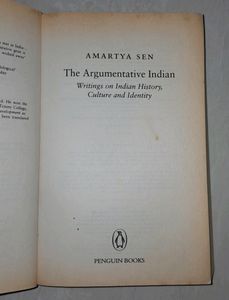 AMARTYA SEN
The Argumentative Indian
Writings on Indian History,
Culture and Identity
PENGUIN BOOKS